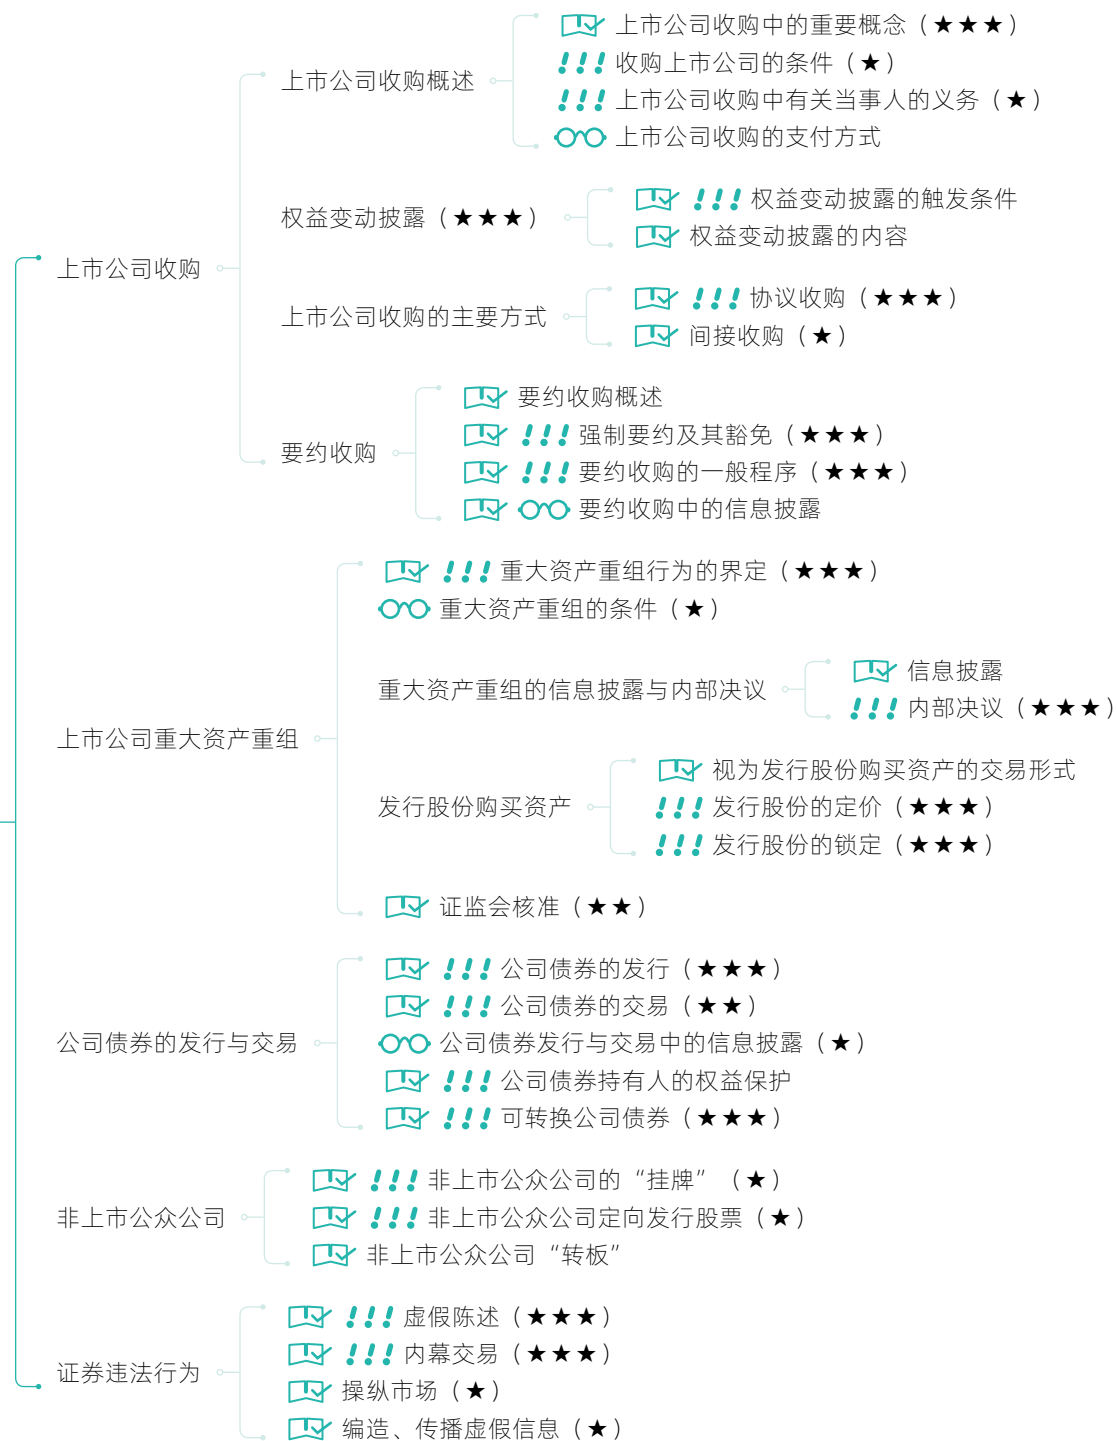 上市公司收购
上市公司收购概述
上市公司收购中的重要概念（★★★）
收购上市公司的条件（★）
上市公司收购中有关当事人的义务（★）
上市公司收购的支付方式
权益变动披露（★★★）
权益变动披露的触发条件
权益变动披露的内容
上市公司收购的主要方式
协议收购（★★★）
间接收购（★）
要约收购
要约收购概述
强制要约及其豁免（★★★）
要约收购的一般程序（★★★）
要约收购中的信息披露
上市公司重大资产重组
重大资产重组行为的界定（★★★）
重大资产重组的条件（★）
重大资产重组的信息披露与内部决议
信息披露
内部决议（★★★）
发行股份购买资产
视为发行股份购买资产的交易形式
发行股份的定价（★★★）
发行股份的锁定（★★★）
证监会核准（★★）
公司债券的发行与交易
公司债券的发行（★★★）
公司债券的交易（★★）
公司债券发行与交易中的信息披露（★）
公司债券持有人的权益保护
可转换公司债券（★★★）
非上市公众公司
非上市公众公司的“挂牌”（★）
非上市公众公司定向发行股票（★）
非上市公众公司“转板”
证券违法行为
虚假陈述（★★★）
内幕交易（★★★）
操纵市场（★）
编造、传播虚假信息（★）